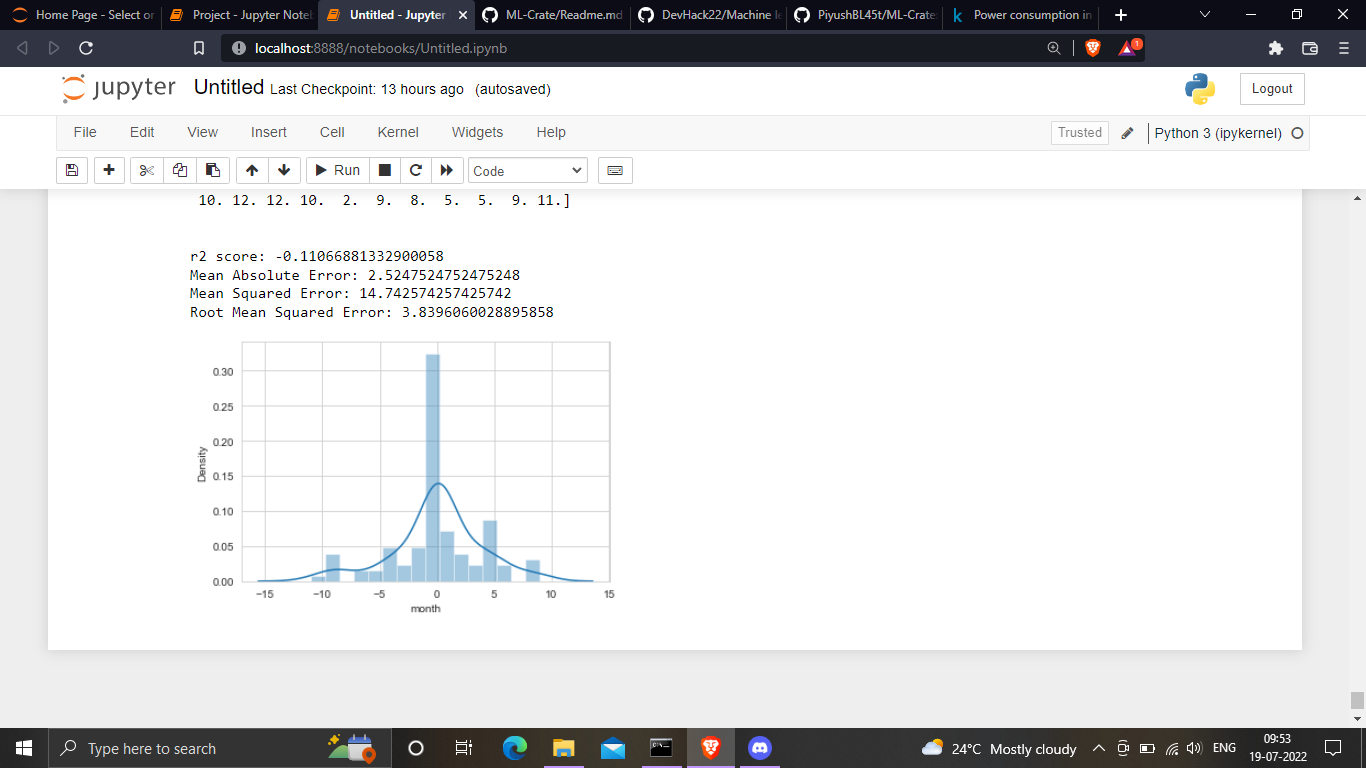 Home Page - Select or
Project - Jupyter Noteb
Untitled - Jupyter
ML-Crate/Readme.md
DevHack22/Machine le
PiyushBL45t/ML-Crate:
Power consumption in
localhost:8888/notebooks/Untitled.ipynb
1
jupyter Untitled Last Checkpoint: 13 hours ago (autosaved)
Logout
File Edit View Insert Cell Kernel Widgets Help
Trusted
Python 3 (ipykernel)
Run
Code
10. 12. 12. 10. 2. 9. 8. 5. 5. 9. 11.]
r2 score: -0.11066881332900058
Mean Absolute Error: 2.5247524752475248
Mean Squared Error: 14.742574257425742
Root Mean Squared Error: 3.8396060028895858
0.30
0.25
0.20
0.15
0.10
0.05
0.00
Density
−15 −10 −5 0 5 10 15
month
Type here to search
24°C Mostly cloudy
ENG
09:53
19-07-2022